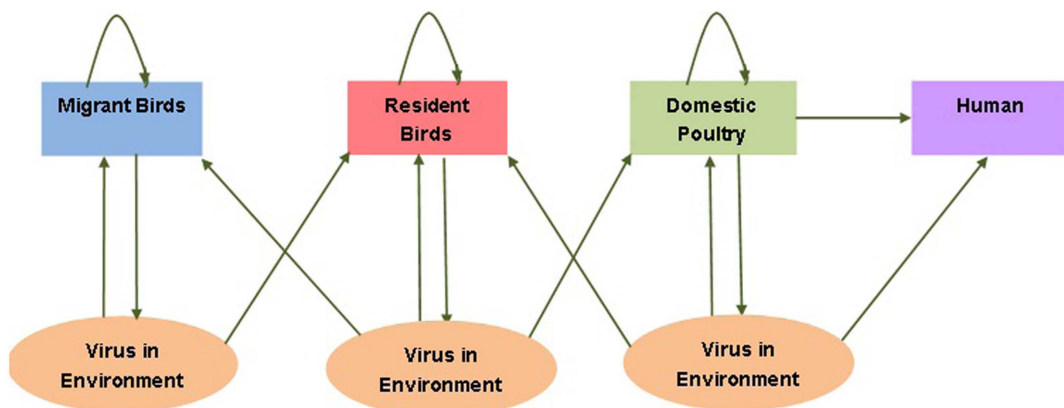 Migrant Birds
Resident
Birds
Domestic
Poultry
Human
Virus in
Environment
Virus in
Environment
Virus in
Environment